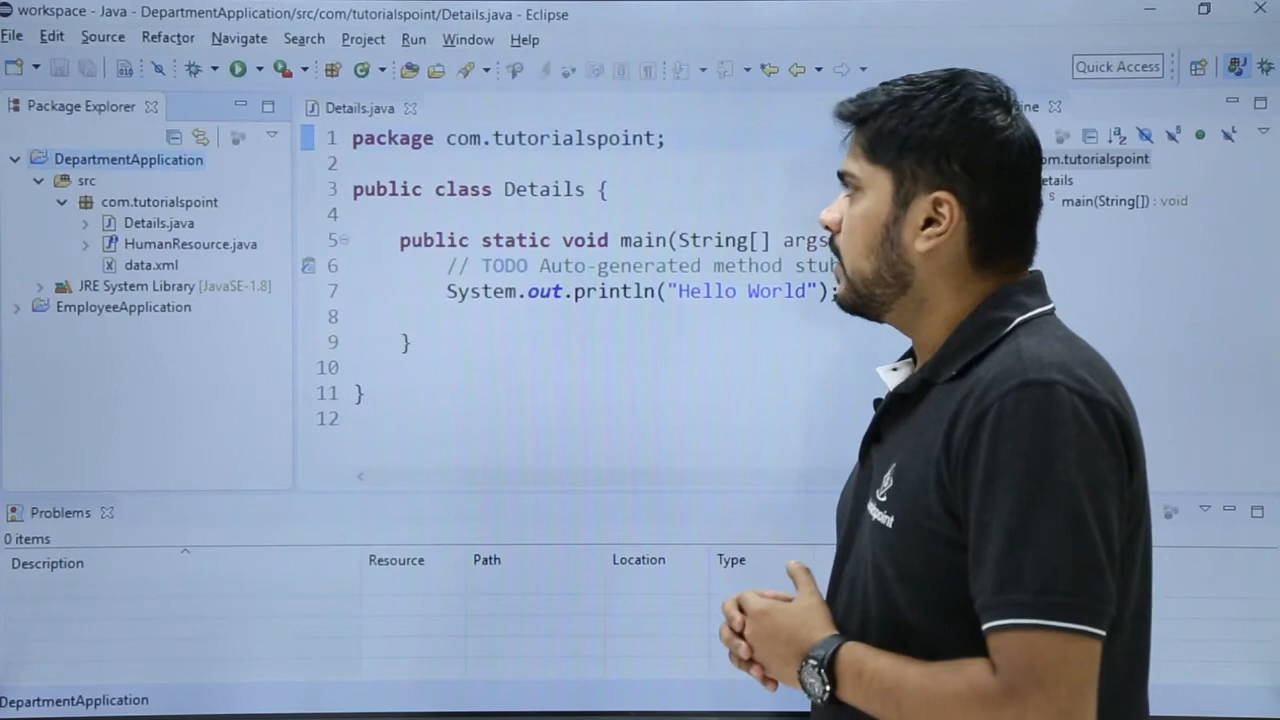 workspace - Java - DepartmentApplication/src/com/tutorialspoint/Details.java - Eclipse
File Edit Source Refactor Navigate Search Project Run Window Help
Quick Access
Package Explorer
DepartmentApplication
src
com.tutorialspoint
Details.java
HumanResource.java
data.xml
JRE System Library [JavaSE-1.8]
EmployeeApplication
Details.java
1 package com.tutorialspoint;
2
3 public class Details {
4
5 public static void main(String[] args
6 // TODO Auto-generated method stub
7 System.out.println("Hello World");
8
9 }
10
11 }
12
main(String[]) : void
Problems
0 items
Description Resource Path Location Type
DepartmentApplication